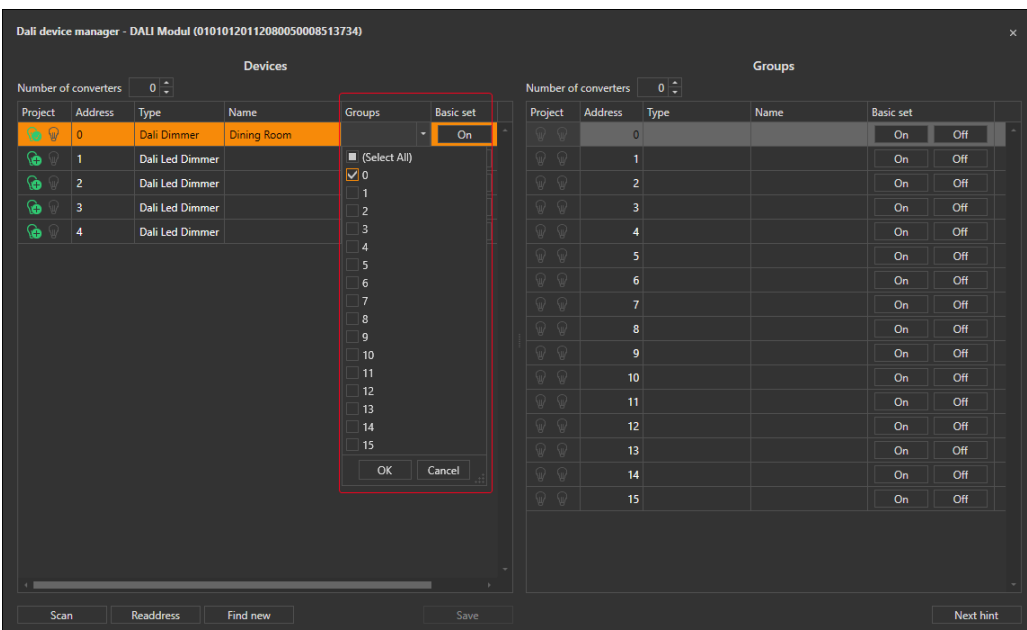 Dali device manager - DALI Modul (01010120112080050008513734)
Devices
Number of converters 0
Project Address Type Name Groups Basic set
0 Dali Dimmer Dining Room On
1 Dali Led Dimmer
2 Dali Led Dimmer
3 Dali Led Dimmer
4 Dali Led Dimmer
(Select All)
0
1
2
3
4
5
6
7
8
9
10
11
12
13
14
15
OK Cancel
Groups
Number of converters 0
Project Address Type Name Basic set
0 On Off
1 On Off
2 On Off
3 On Off
4 On Off
5 On Off
6 On Off
7 On Off
8 On Off
9 On Off
10 On Off
11 On Off
12 On Off
13 On Off
14 On Off
15 On Off
Scan Readdress Find new Save Next hint